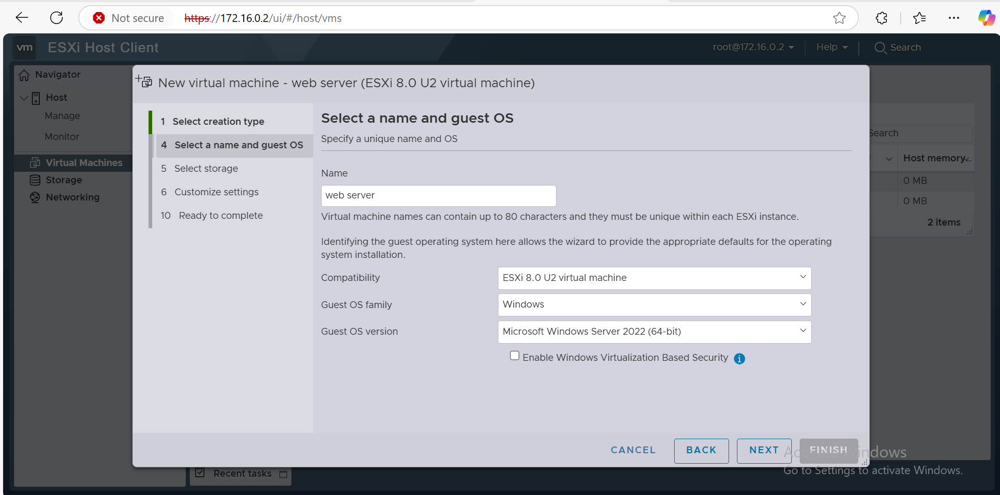 Not secure https://172.16.0.2/ui/#/host/vms
vm ESXi Host Client root@172.16.0.2 Help Search
Navigator
Host
Manage
Monitor
Virtual Machines
Storage
Networking
New virtual machine - web server (ESXi 8.0 U2 virtual machine)
1 Select creation type
4 Select a name and guest OS
5 Select storage
6 Customize settings
10 Ready to complete
Select a name and guest OS
Specify a unique name and OS
Name
web server
Virtual machine names can contain up to 80 characters and they must be unique within each ESXi instance.
Identifying the guest operating system here allows the wizard to provide the appropriate defaults for the operating
system installation.
Compatibility ESXi 8.0 U2 virtual machine
Guest OS family Windows
Guest OS version Microsoft Windows Server 2022 (64-bit)
Enable Windows Virtualization Based Security
CANCEL BACK NEXT FINISH
Search
Host memory...
0 MB
0 MB
2 items
Recent tasks
Activate Windows
Go to Settings to activate Windows.